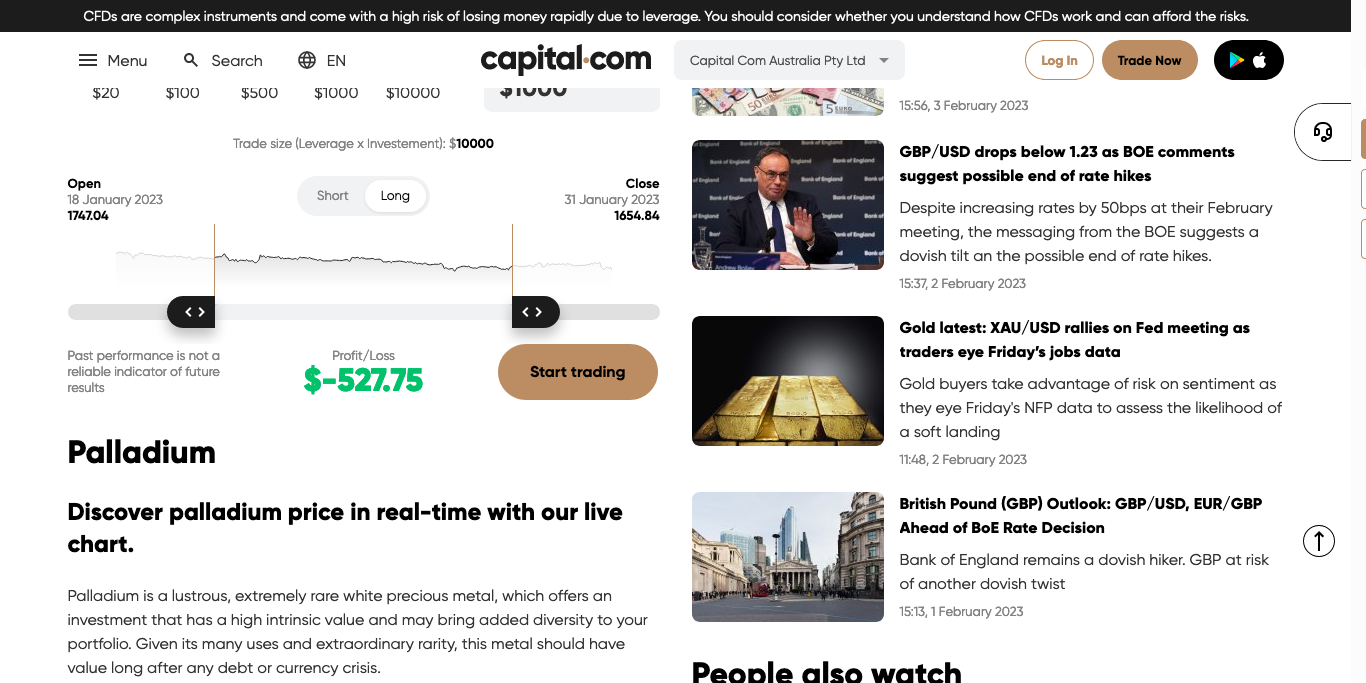 CFDs are complex instruments and come with a high risk of losing money rapidly due to leverage. You should consider whether you understand how CFDs work and can afford the risks.
Menu
Search
EN
capital.com
Capital Com Australia Pty Ltd
Log In
Trade Now
$20
$100
$500
$1000
$10000
$1000
Trade size (Leverage x Investement): $10000
Open
18 January 2023
1747.04
Short
Long
Close
31 January 2023
1654.84
Past performance is not a
reliable indicator of future
results
Profit/Loss
$-527.75
Start trading
Palladium
Discover palladium price in real-time with our live
chart.
Palladium is a lustrous, extremely rare white precious metal, which offers an
investment that has a high intrinsic value and may bring added diversity to your
portfolio. Given its many uses and extraordinary rarity, this metal should have
value long after any debt or currency crisis.
15:56, 3 February 2023
Bank of England
GBP/USD drops below 1.23 as BOE comments
suggest possible end of rate hikes
Despite increasing rates by 50bps at their February
meeting, the messaging from the BOE suggests a
dovish tilt an the possible end of rate hikes.
15:37, 2 February 2023
Gold latest: XAU/USD rallies on Fed meeting as
traders eye Friday's jobs data
Gold buyers take advantage of risk on sentiment as
they eye Friday's NFP data to assess the likelihood of
a soft landing
11:48, 2 February 2023
British Pound (GBP) Outlook: GBP/USD, EUR/GBP
Ahead of BoE Rate Decision
Bank of England remains a dovish hiker. GBP at risk
of another dovish twist
15:13, 1 February 2023
People also watch